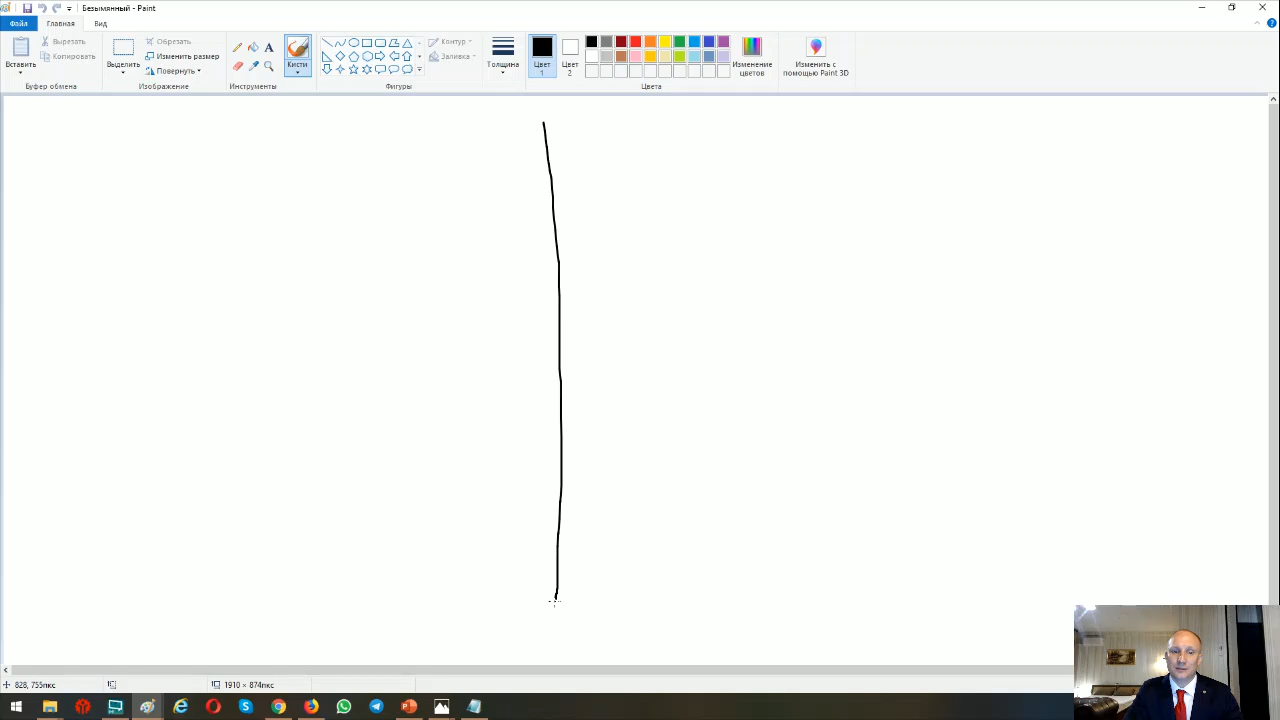 Безымянный - Paint
Файл Главная Вид
Вставить
Вырезать
Копировать
Буфер обмена
Выделить
Обрезать
Изменить размер
Повернуть
Изображение
A
Инструменты
Кисти
Контур
Заливка
Фигуры
Толщина
Цвет 1
Цвет 2
Изменение цветов
Цвета
Изменить с помощью Paint 3D
828, 755пкс
1910 × 874пкс